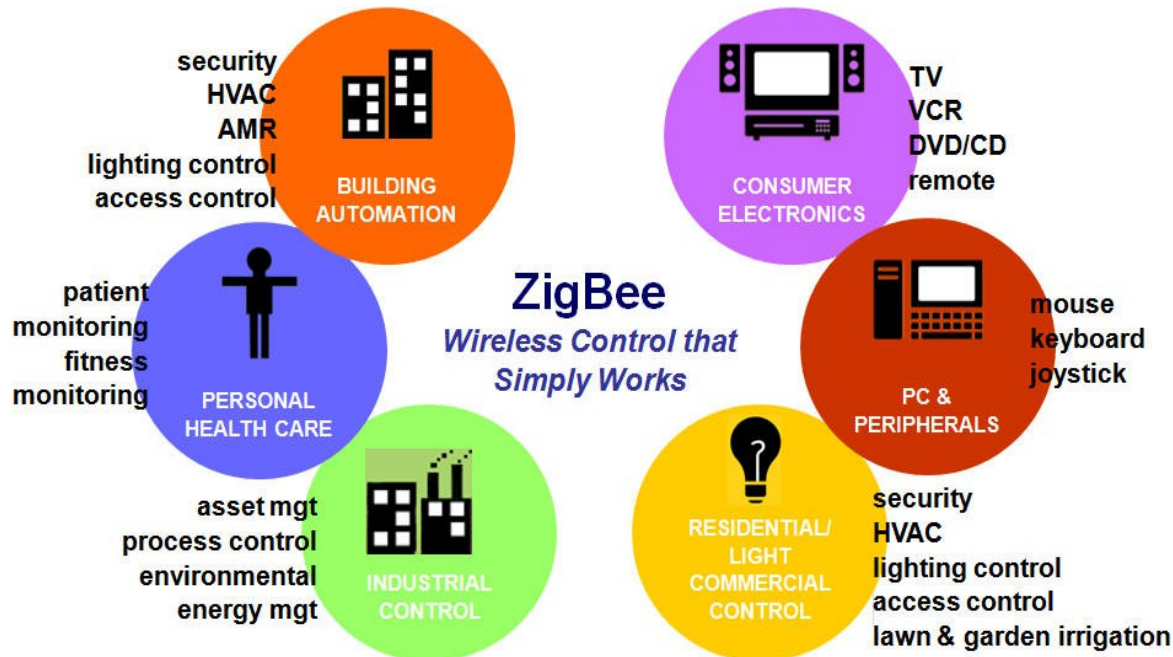 security
HVAC
AMR
lighting control
access control
BUILDING
AUTOMATION
TV
VCR
DVD/CD
remote
CONSUMER
ELECTRONICS
patient
monitoring
fitness
monitoring
PERSONAL
HEALTH CARE
ZigBee
Wireless Control that
Simply Works
mouse
keyboard
joystick
PC &
PERIPHERALS
asset mgt
process control
environmental
energy mgt
INDUSTRIAL
CONTROL
RESIDENTIAL/
LIGHT
COMMERCIAL
CONTROL
security
HVAC
lighting control
access control
lawn & garden irrigation